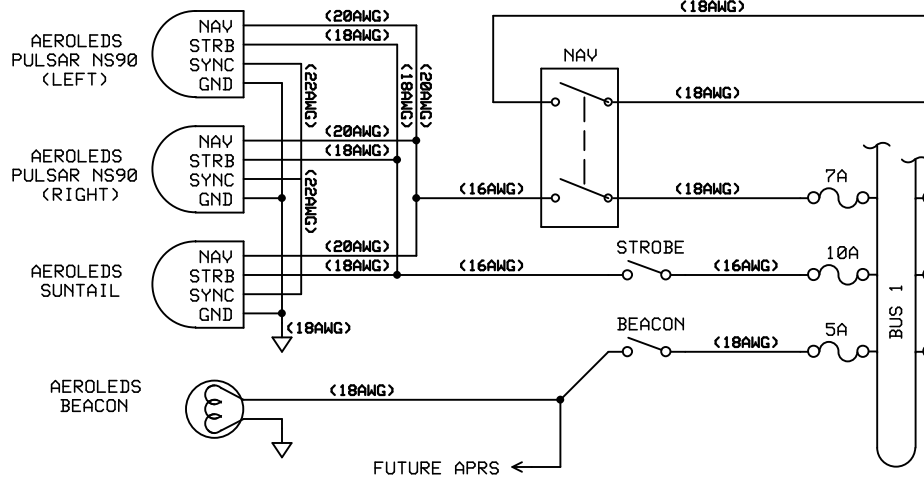 (18AWG)
(20AWG)
AEROLEDS
PULSAR NS90
(LEFT)
NAV
STRB
SYNC
GND
(18AWG)
(22AWG)
(18AWG)
(20AWG)
NAV
(18AWG)
AEROLEDS
PULSAR NS90
(RIGHT)
NAV
STRB
SYNC
GND
(20AWG)
(18AWG)
(22AWG)
(16AWG)
(18AWG)
7A
AEROLEDS
SUNTAIL
NAV
STRB
SYNC
GND
(20AWG)
(18AWG)
(16AWG)
STROBE
(16AWG)
10A
(18AWG)
BEACON
(18AWG)
5A
BUS 1
AEROLEDS
BEACON
(18AWG)
FUTURE APRS